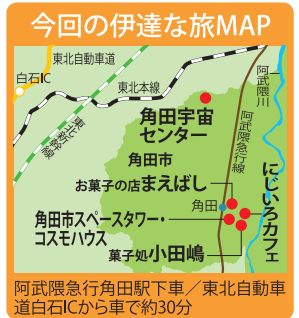 今回の伊達な旅MAP
東北自動車道
白石IC
東北本線
阿武隈川
東北新幹線
角田宇宙
センター
阿武隈急行線
角田市
お菓子の店まえばし
角田
にじいろカフェ
角田市スペースタワー・
コスモハウス
菓子処小田嶋
阿武隈急行角田駅下車／東北自動車
道白石ICから車で約30分